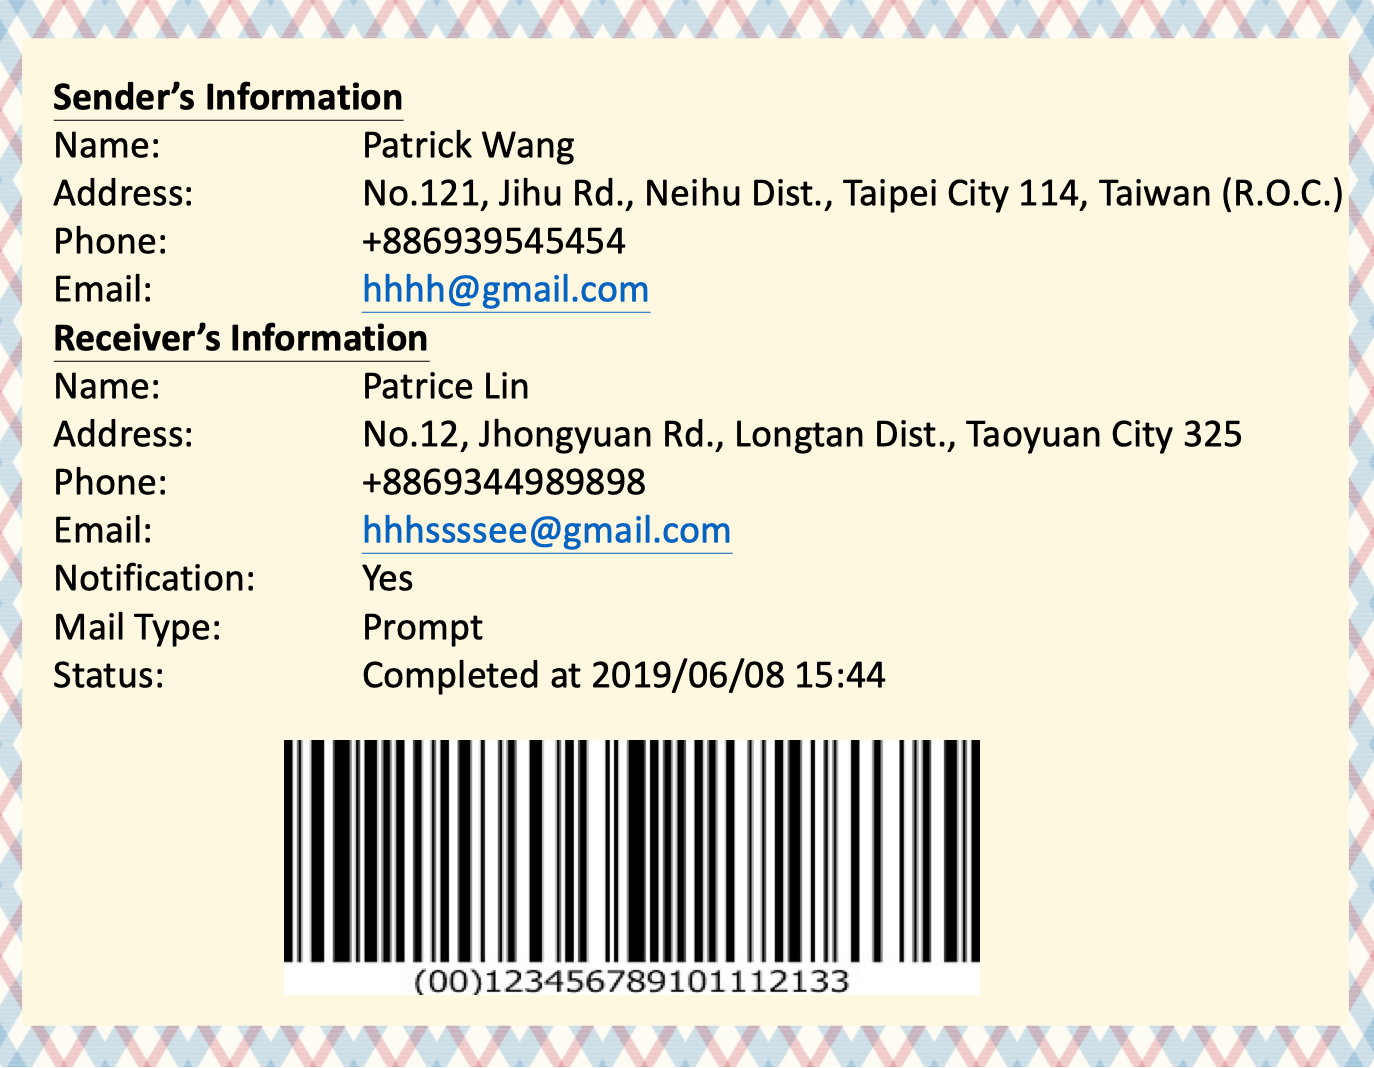 Sender’s Information
Name: Patrick Wang
Address: No.121, Jihu Rd., Neihu Dist., Taipei City 114, Taiwan (R.O.C.)
Phone: +886939545454
Email: hhhh@gmail.com
Receiver’s Information
Name: Patrice Lin
Address: No.12, Jhongyuan Rd., Longtan Dist., Taoyuan City 325
Phone: +8869344989898
Email: hhhssssee@gmail.com
Notification: Yes
Mail Type: Prompt
Status: Completed at 2019/06/08 15:44
(00)123456789101112133